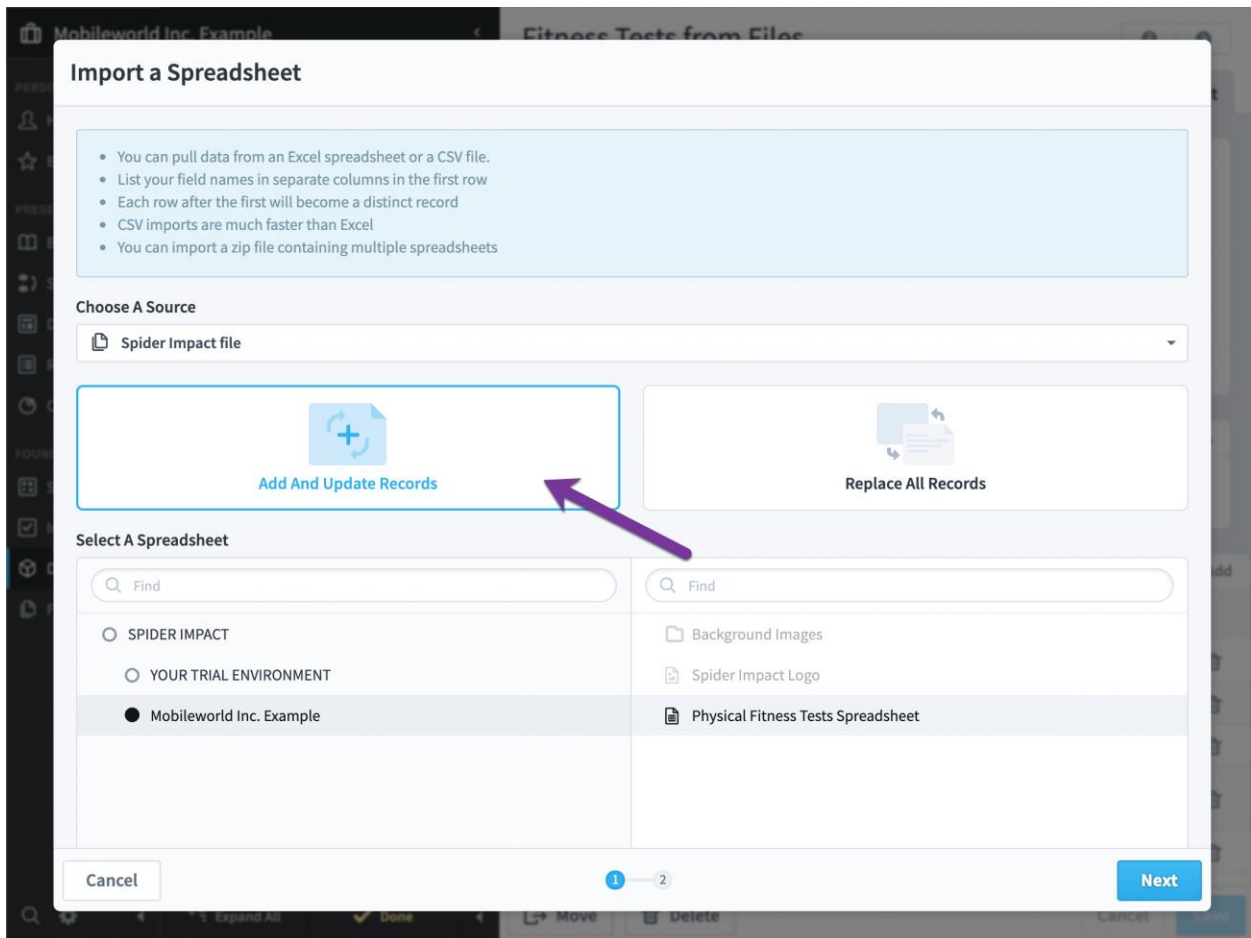 Mobileworld Inc. Example
Fitness Tests from Files
Import a Spreadsheet
You can pull data from an Excel spreadsheet or a CSV file.
List your field names in separate columns in the first row
Each row after the first will become a distinct record
CSV imports are much faster than Excel
You can import a zip file containing multiple spreadsheets
Choose A Source
Spider Impact file
Add And Update Records
Replace All Records
Select A Spreadsheet
Find
Find
SPIDER IMPACT
Background Images
YOUR TRIAL ENVIRONMENT
Spider Impact Logo
Mobileworld Inc. Example
Physical Fitness Tests Spreadsheet
Cancel
1
2
Next
Expand All
Done
Move
Delete
Cancel
Save